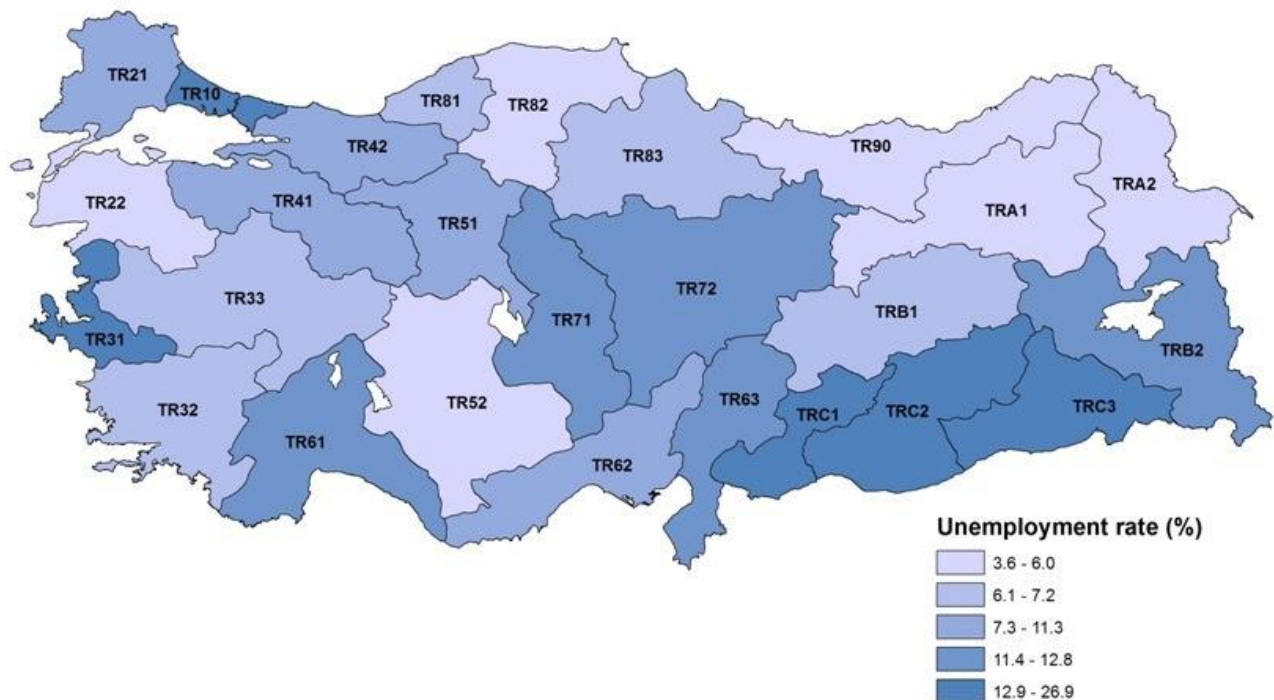 TR21
TR10
TR81
TR82
TR42
TR83
TR90
TRA2
TR22
TR41
TR51
TRA1
TR33
TR72
TR71
TRB1
TR31
TRB2
TR32
TR52
TR63
TRC1
TRC2
TRC3
TR61
TR62
Unemployment rate (%)
3.6 - 6.0
6.1 - 7.2
7.3 - 11.3
11.4 - 12.8
12.9 - 26.9